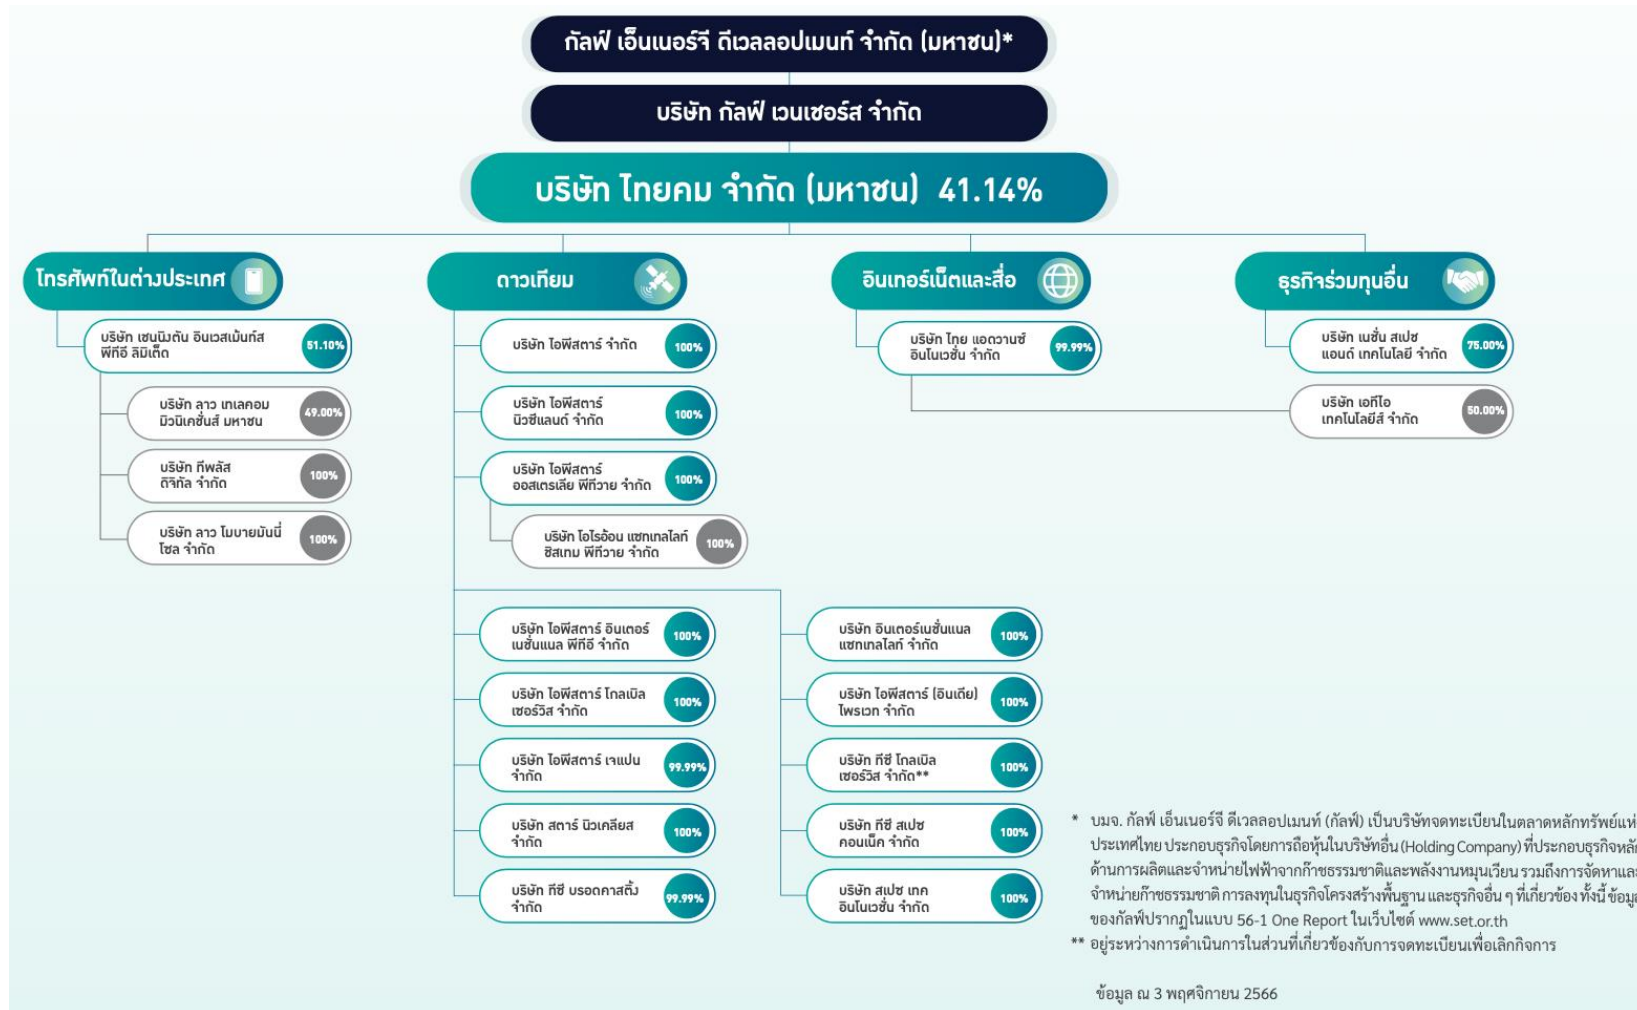 กัลฟ์ เอ็นเนอร์จี ดีเวลลอปเมนท์ จำกัด (มหาชน)*
บริษัท กัลฟ์ เวนเชอร์ส จำกัด
บริษัท ไทยคม จำกัด (มหาชน) 41.14%
โทรศัพท์ในต่างประเทศ
บริษัท เชนนิงตัน อินเวสเม้นท์ส
พีทีอี ลิมิเต็ด
51.10%
บริษัท ลาว เทเลคอม
มิวนิเคชั่นส์ มหาชน
49.00%
บริษัท ทีพลัส
ดิจิทัล จำกัด
100%
บริษัท ลาว โมบายมันนี่
โซล จำกัด
100%
ดาวเทียม
บริษัท ไอพีสตาร์ จำกัด
100%
บริษัท ไอพีสตาร์
นิวซีแลนด์ จำกัด
100%
บริษัท ไอพีสตาร์
ออสเตรเลีย พีทีวาย จำกัด
100%
บริษัท โอไรอ้อน แซทเทลไลท์
ซิสเทม พีทีวาย จำกัด
100%
บริษัท ไอพีสตาร์ อินเตอร์
เนชั่นแนล พีทีอี จำกัด
100%
บริษัท ไอพีสตาร์ โกลเบิล
เซอร์วิส จำกัด
100%
บริษัท ไอพีสตาร์ เจแปน
จำกัด
99.99%
บริษัท สตาร์ นิวเคลียส
จำกัด
100%
บริษัท ทีซี บรอดคาสติ้ง
จำกัด
99.99%
บริษัท อินเตอร์เนชั่นแนล
แซทเทลไลท์ จำกัด
100%
บริษัท ไอพีสตาร์ (อินเดีย)
ไพรเวท จำกัด
100%
บริษัท ทีซี โกลเบิล
เซอร์วิส จำกัด**
100%
บริษัท ทีซี สเปซ
คอนเน็ค จำกัด
100%
บริษัท สเปซ เทค
อินโนเวชั่น จำกัด
100%
อินเทอร์เน็ตและสื่อ
บริษัท ไทย แอดวานซ์
อินโนเวชั่น จำกัด
99.99%
ธุรกิจร่วมทุนอื่น
บริษัท เนชั่น สเปซ
แอนด์ เทคโนโลยี จำกัด
75.00%
บริษัท เอทีไอ
เทคโนโลยีส์ จำกัด
50.00%
* บมจ. กัลฟ์ เอ็นเนอร์จี ดีเวลลอปเมนท์ (กัลฟ์) เป็นบริษัทจดทะเบียนในตลาดหลักทรัพย์แห่
ประเทศไทย ประกอบธุรกิจโดยการถือหุ้นในบริษัทอื่น (Holding Company) ที่ประกอบธุรกิจหลัก
ด้านการผลิตและจำหน่ายไฟฟ้าจากก๊าซธรรมชาติและพลังงานหมุนเวียน รวมถึงการจัดหาและ
จำหน่ายก๊าซธรรมชาติ การลงทุนในธุรกิจโครงสร้างพื้นฐาน และธุรกิจอื่น ๆ ที่เกี่ยวข้อง ทั้งนี้ ข้อมูล
ของกัลฟ์ปรากฏในแบบ 56-1 One Report ในเว็บไซต์ www.set.or.th
** อยู่ระหว่างการดำเนินการในส่วนที่เกี่ยวข้องกับการจดทะเบียนเพื่อเลิกกิจการ
ข้อมูล ณ 3 พฤศจิกายน 2566